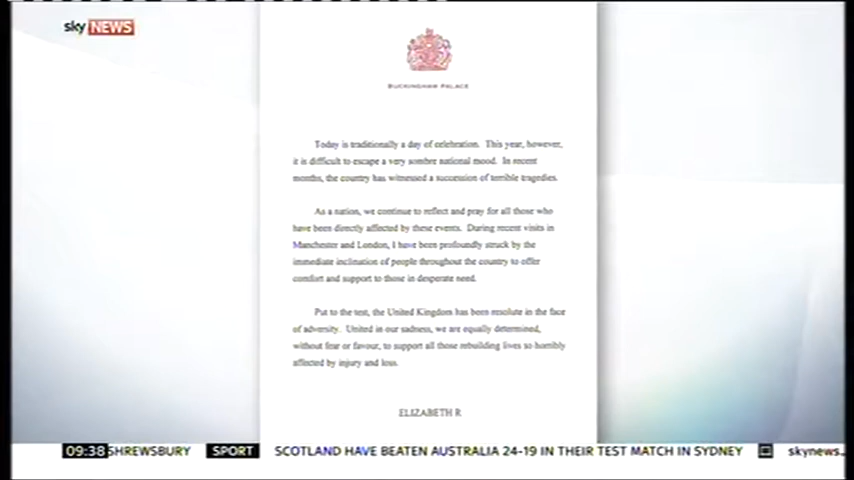 sky NEWS
BUCKINGHAM PALACE
Today is traditionally a day of celebration. This year, however,
it is difficult to escape a very sombre national mood. In recent
months, the country has witnessed a succession of terrible tragedies.
As a nation, we continue to reflect and pray for all those who
have been directly affected by these events. During recent visits in
Manchester and London, I have been profoundly struck by the
immediate inclination of people throughout the country to offer
comfort and support to those in desperate need.
Put to the test, the United Kingdom has been resolute in the face
of adversity. United in our sadness, we are equally determined,
without fear or favour, to support all those rebuilding lives so horribly
affected by injury and loss.
ELIZABETH R
09:38 SHREWSBURY SPORT SCOTLAND HAVE BEATEN AUSTRALIA 24-19 IN THEIR TEST MATCH IN SYDNEY skynews.